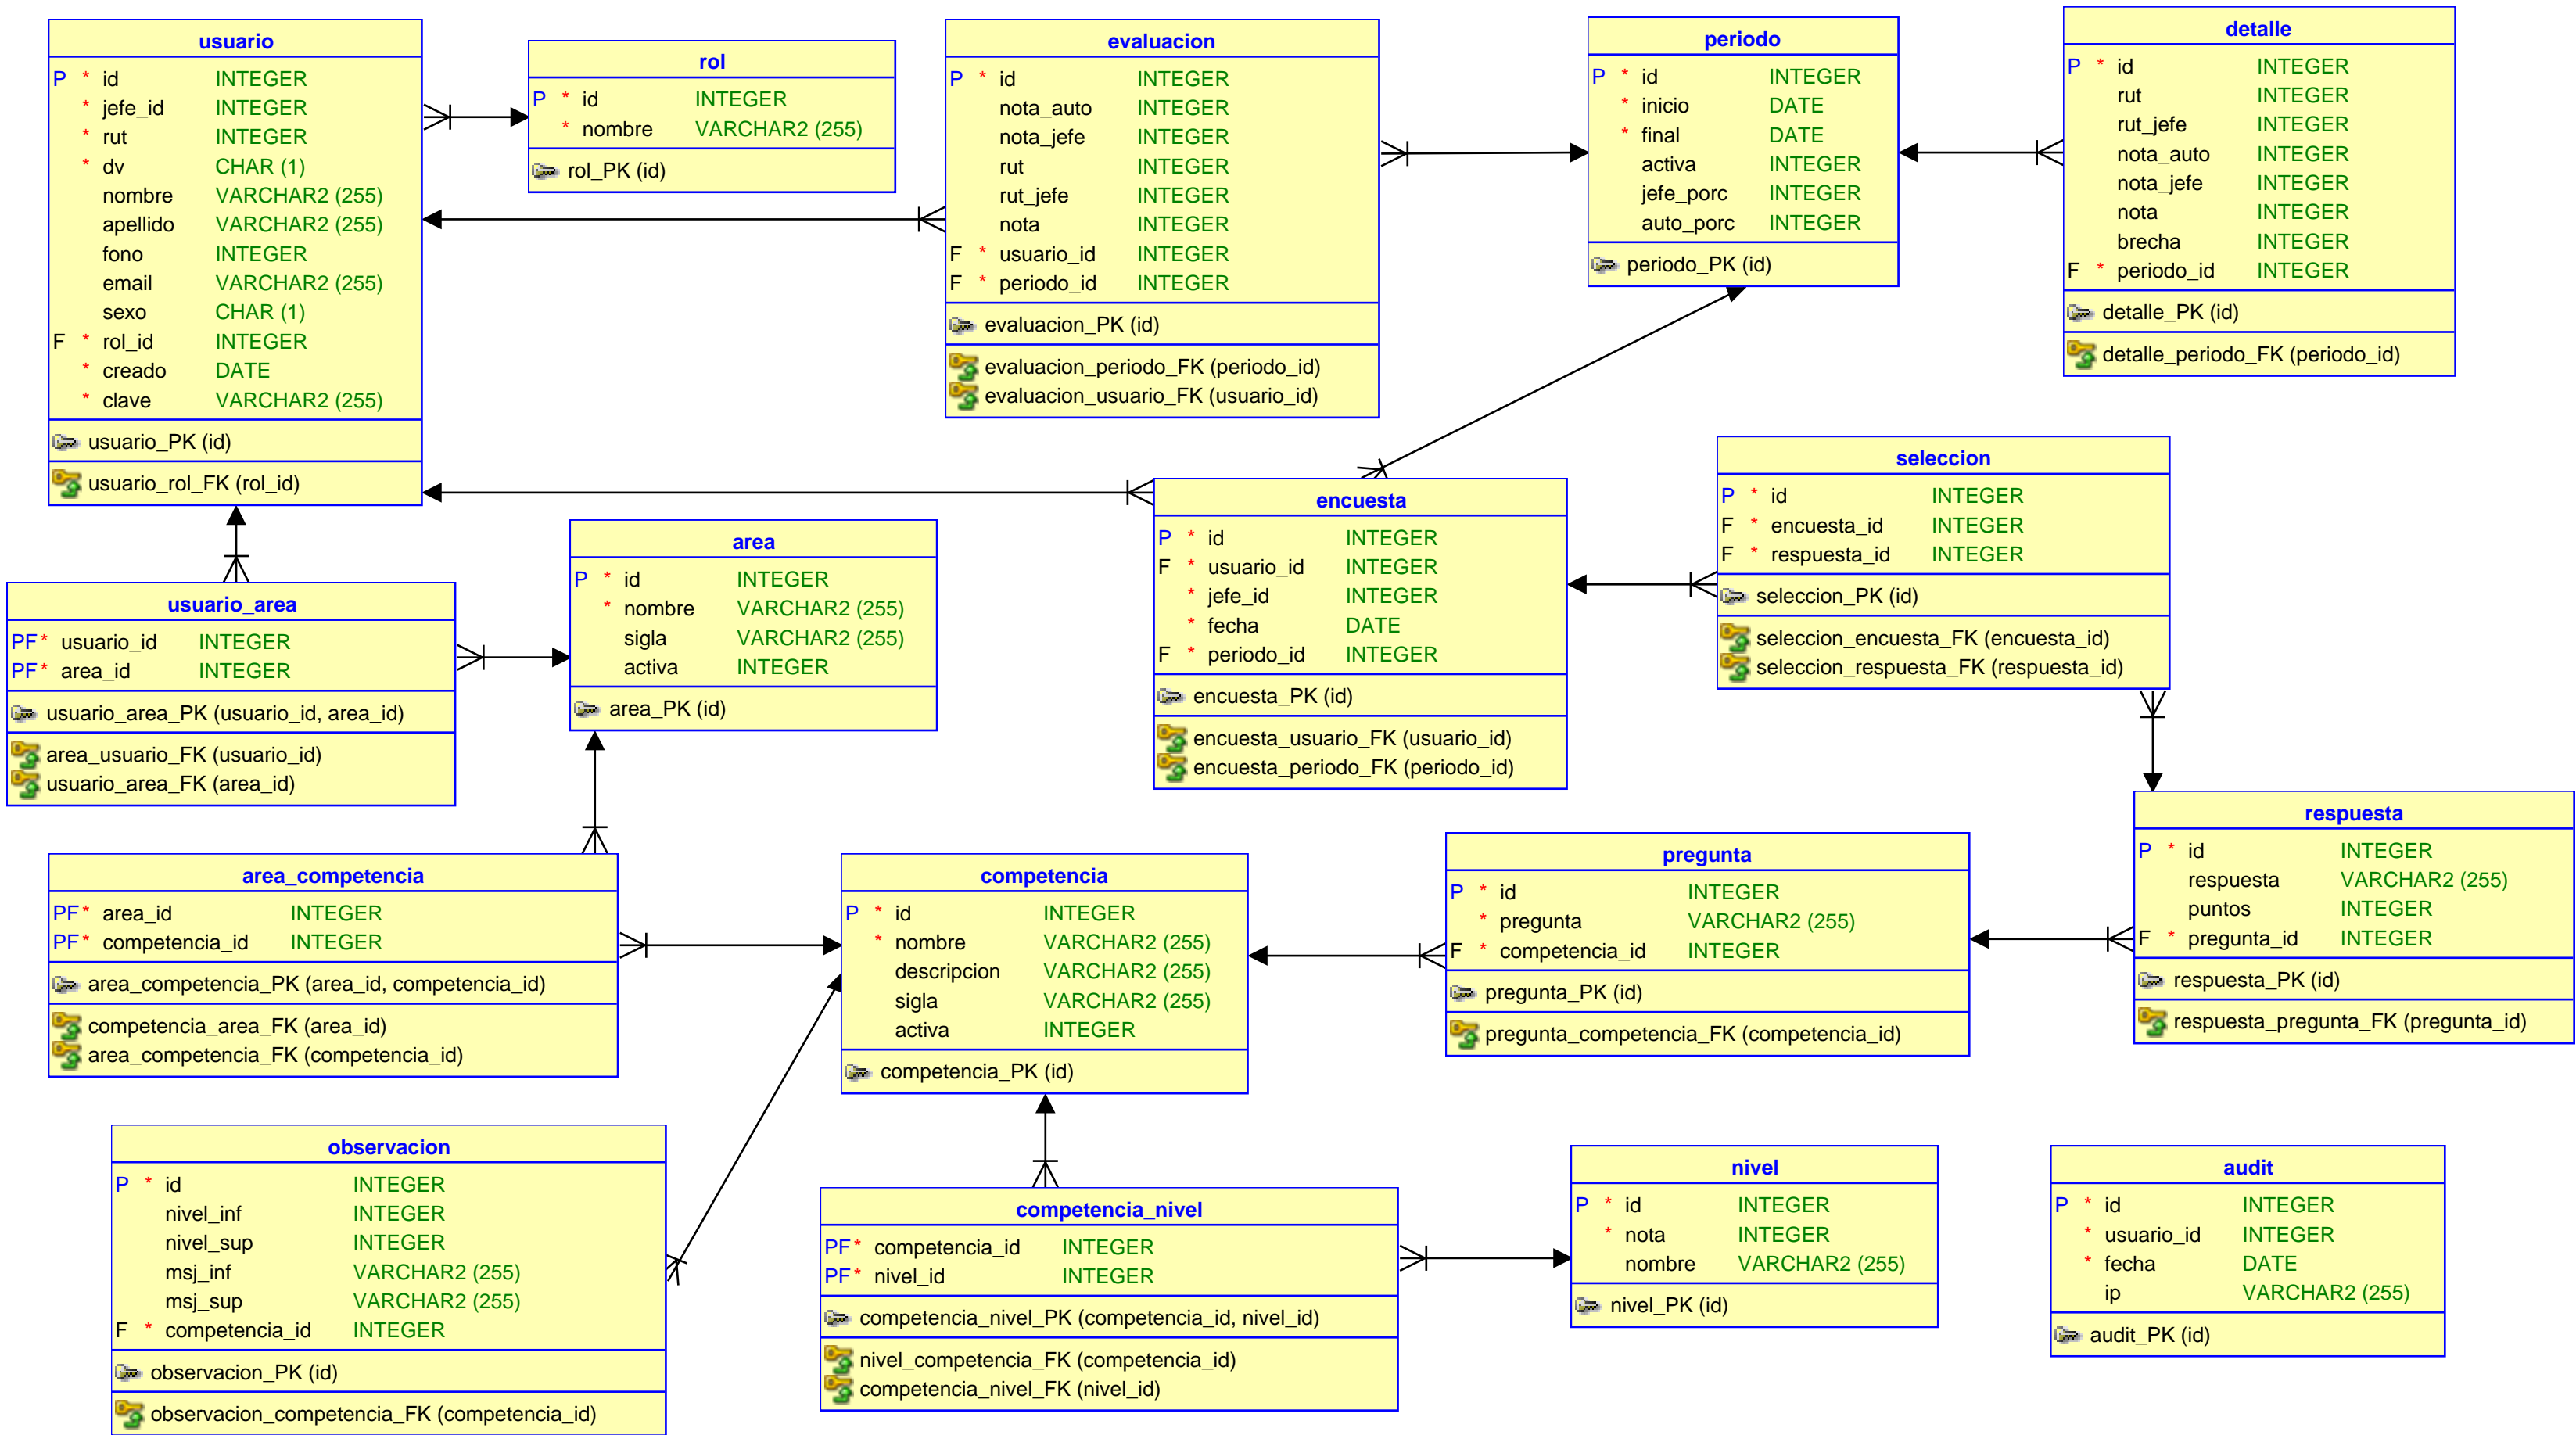 usuario
P * id INTEGER
* jefe_id INTEGER
* rut INTEGER
* dv CHAR (1)
nombre VARCHAR2 (255)
apellido VARCHAR2 (255)
fono INTEGER
email VARCHAR2 (255)
sexo CHAR (1)
F * rol_id INTEGER
* creado DATE
* clave VARCHAR2 (255)
usuario_PK (id)
usuario_rol_FK (rol_id)
rol
P * id INTEGER
* nombre VARCHAR2 (255)
rol_PK (id)
evaluacion
P * id INTEGER
nota_auto INTEGER
nota_jefe INTEGER
rut INTEGER
rut_jefe INTEGER
nota INTEGER
F * usuario_id INTEGER
F * periodo_id INTEGER
evaluacion_PK (id)
evaluacion_periodo_FK (periodo_id)
evaluacion_usuario_FK (usuario_id)
periodo
P * id INTEGER
* inicio DATE
* final DATE
activa INTEGER
jefe_porc INTEGER
auto_porc INTEGER
periodo_PK (id)
detalle
P * id INTEGER
rut INTEGER
rut_jefe INTEGER
nota_auto INTEGER
nota_jefe INTEGER
nota INTEGER
brecha INTEGER
F * periodo_id INTEGER
detalle_PK (id)
detalle_periodo_FK (periodo_id)
usuario_area
PF * usuario_id INTEGER
PF * area_id INTEGER
usuario_area_PK (usuario_id, area_id)
area_usuario_FK (usuario_id)
usuario_area_FK (area_id)
area
P * id INTEGER
* nombre VARCHAR2 (255)
sigla VARCHAR2 (255)
activa INTEGER
area_PK (id)
encuesta
P * id INTEGER
F * usuario_id INTEGER
* jefe_id INTEGER
* fecha DATE
F * periodo_id INTEGER
encuesta_PK (id)
encuesta_usuario_FK (usuario_id)
encuesta_periodo_FK (periodo_id)
seleccion
P * id INTEGER
F * encuesta_id INTEGER
F * respuesta_id INTEGER
seleccion_PK (id)
seleccion_encuesta_FK (encuesta_id)
seleccion_respuesta_FK (respuesta_id)
area_competencia
PF * area_id INTEGER
PF * competencia_id INTEGER
area_competencia_PK (area_id, competencia_id)
competencia_area_FK (area_id)
area_competencia_FK (competencia_id)
competencia
P * id INTEGER
* nombre VARCHAR2 (255)
descripcion VARCHAR2 (255)
sigla VARCHAR2 (255)
activa INTEGER
competencia_PK (id)
pregunta
P * id INTEGER
* pregunta VARCHAR2 (255)
F * competencia_id INTEGER
pregunta_PK (id)
pregunta_competencia_FK (competencia_id)
respuesta
P * id INTEGER
respuesta VARCHAR2 (255)
puntos INTEGER
F * pregunta_id INTEGER
respuesta_PK (id)
respuesta_pregunta_FK (pregunta_id)
observacion
P * id INTEGER
nivel_inf INTEGER
nivel_sup INTEGER
msj_inf VARCHAR2 (255)
msj_sup VARCHAR2 (255)
F * competencia_id INTEGER
observacion_PK (id)
observacion_competencia_FK (competencia_id)
competencia_nivel
PF * competencia_id INTEGER
PF * nivel_id INTEGER
competencia_nivel_PK (competencia_id, nivel_id)
nivel_competencia_FK (competencia_id)
competencia_nivel_FK (nivel_id)
nivel
P * id INTEGER
* nota INTEGER
nombre VARCHAR2 (255)
nivel_PK (id)
audit
P * id INTEGER
* usuario_id INTEGER
* fecha DATE
ip VARCHAR2 (255)
audit_PK (id)